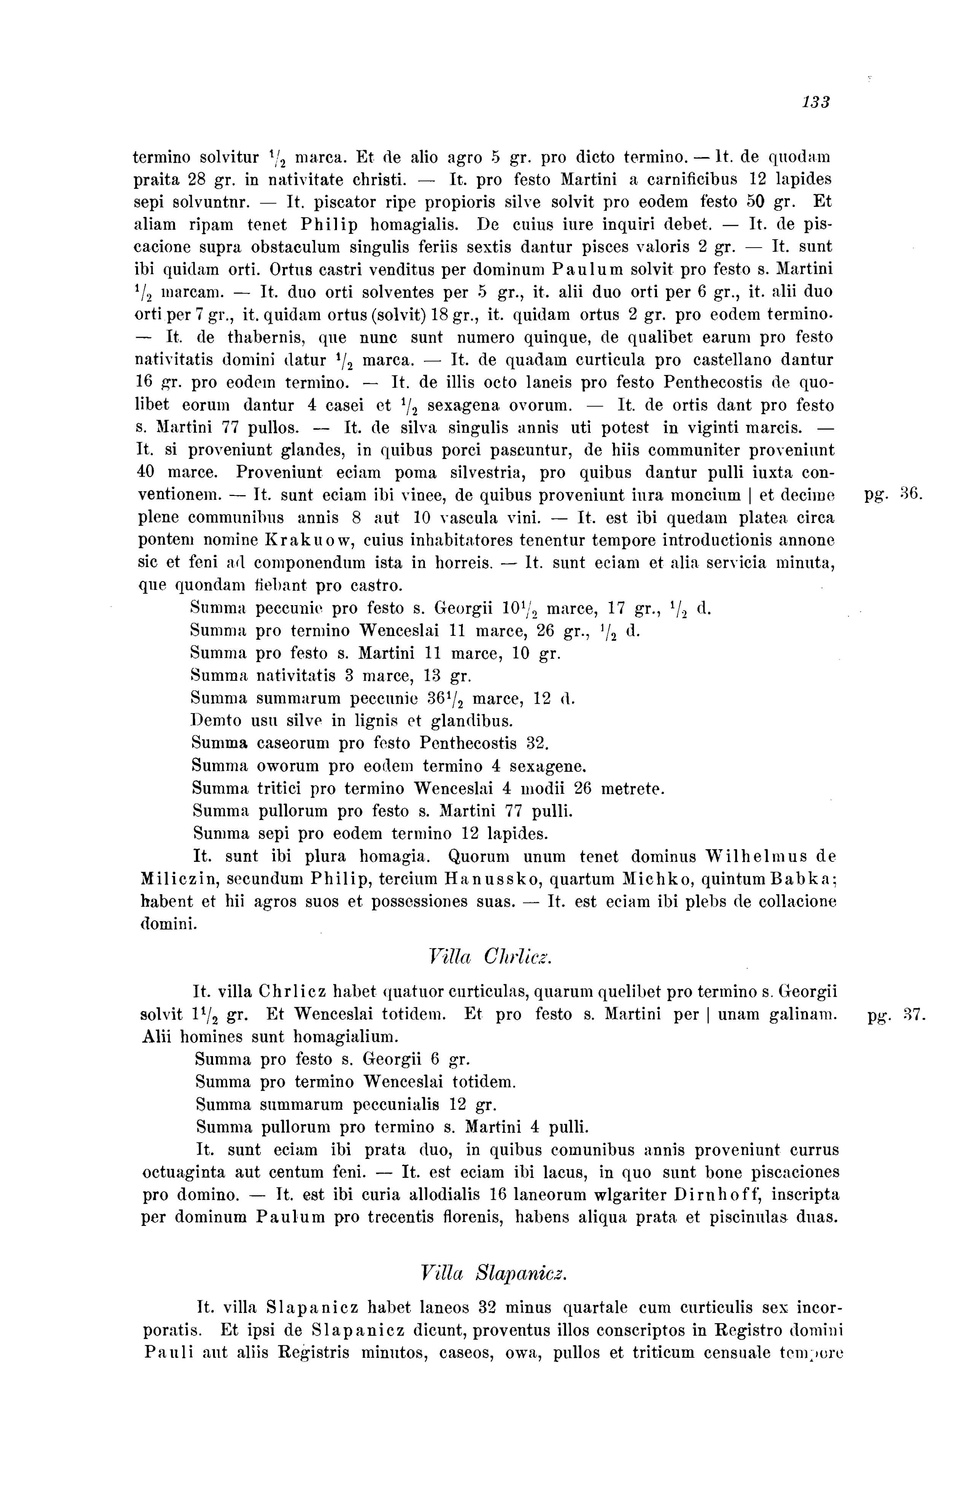 133
termino solvitur 1/2 marca. Et de alio agro 5 gr. pro dicto termino. — It. de quodam
praita 28 gr. in nativitate christi. — It. pro festo Martini a carnificibus 12 lapides
sepi solvuntnr. — It. piscator ripe propioris silve solvit pro eodem festo 50 gr. Et
aliam ripam tenet Philip homagialis. De cuius iure inquiri debet. — It. de pis-
cacione supra obstaculum singulis feriis sextis dantur pisces valoris 2 gr. — It. sunt
ibi quidam orti. Ortus castri venditus per dominum Paulum solvit pro festo s. Martini
1/2 marcam. — It. duo orti solventes per 5 gr., it. alii duo orti per 6 gr., it. alii duo
orti per 7 gr., it. quidam ortus (solvit) 18 gr., it. quidam ortus 2 gr. pro eodem termino.
— It. de thabernis, que nunc sunt numero quinque, de qualibet earum pro festo
nativitatis domini datur 1/2 marca. — It. de quadam curticula pro castellano dantur
16 gr. pro eodem termino. — It. de illis octo laneis pro festo Penthecostis de quo-
libet eorum dantur 4 casei et 1/2 sexagena ovorum. — It. de ortis dant pro festo
s. Martini 77 pullos. — It. de silva singulis annis uti potest in viginti marcis. —
It. si proveniunt glandes, in quibus porci pascuntur, de hiis communiter proveniunt
40 marce. Proveniunt eciam poma silvestria, pro quibus dantur pulli iuxta con-
ventionem. — It. sunt eciam ibi vinee, de quibus proveniunt iura moncium | et decime pg. 36.
plene communibus annis 8 aut 10 vascula vini. — It. est ibi quedam platea circa
pontem nomine Krakuow, cuius inhabitatores tenentur tempore introductionis annone
sic et feni ad componendum ista in horreis. — It. sunt eciam et alia servicia minuta,
que quondam fiebant pro castro.
Summa peccunie pro festo s. Georgii 10 1/2 marce, 17 gr., 1/2 d.
Summa pro termino Wenceslai 11 marce, 26 gr., 1/2 d.
Summa pro festo s. Martini 11 marce, 10 gr.
Summa nativitatis 3 marce, 13 gr.
Summa summarum peccunie 36 1/2 marce, 12 d.
Demto usu silve in lignis et glandibus.
Summa caseorum pro festo Penthecostis 32.
Summa oworum pro eodem termino 4 sexagene.
Summa tritici pro termino Wenceslai 4 modii 26 metrete.
Summa pullorum pro festo s. Martini 77 pulli.
Summa sepi pro eodem termino 12 lapides.
It. sunt ibi plura homagia. Quorum unum tenet dominus Wilhelmus de
Miliczin, secundum Philip, tercium Hanussko, quartum Michko, quintum Babka;
habent et hii agros suos et possessiones suas. — It. est eciam ibi plebs de collacione
domini.
Villa Chrlicz.
It. villa Chrlicz habet quatuor curticulas, quarum quelibet pro termino s. Georgii
solvit 1 1/2 gr. Et Wenceslai totidem. Et pro festo s. Martini per | unam galinam. pg. 37.
Alii homines sunt homagialium.
Summa pro festo s. Georgii 6 gr.
Summa pro termino Wenceslai totidem.
Summa summarum peccunialis 12 gr.
Summa pullorum pro termino s. Martini 4 pulli.
It. sunt eciam ibi prata duo, in quibus comunibus annis proveniunt currus
octuaginta aut centum feni. — It. est eciam ibi lacus, in quo sunt bone piscaciones
pro domino. — It. est ibi curia allodialis 16 laneorum wlgariter Dirnhoff, inscripta
per dominum Paulum pro trecentis florenis, habens aliqua prata et piscinulas duas.
Villa Slapanicz.
It. villa Slapanicz habet laneos 32 minus quartale cum curticulis sex incor-
poratis. Et ipsi de Slapanicz dicunt, proventus illos conscriptos in Registro domini
Pauli aut aliis Registris minutos, caseos, owa, pullos et triticum censuale tempore